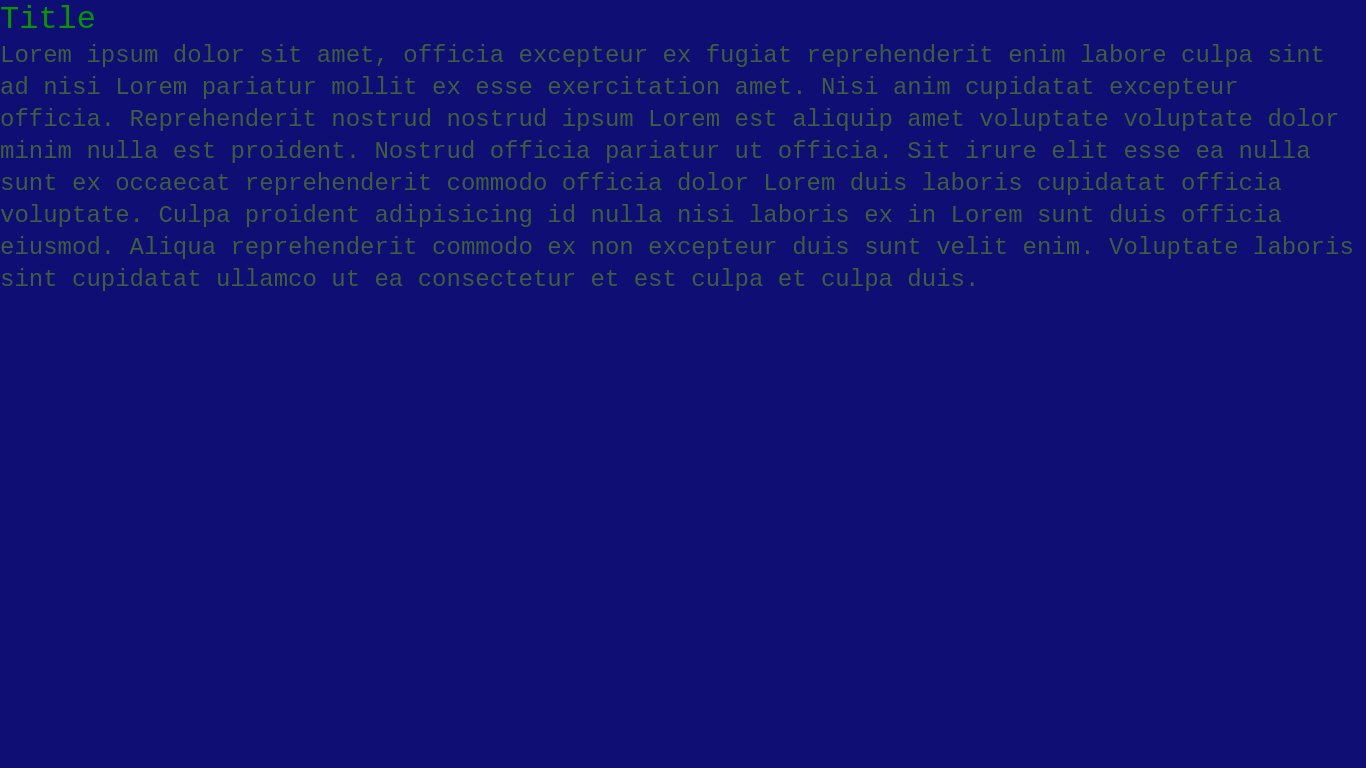 Title
Lorem ipsum dolor sit amet, officia excepteur ex fugiat reprehenderit enim labore culpa sint
ad nisi Lorem pariatur mollit ex esse exercitation amet. Nisi anim cupidatat excepteur
officia. Reprehenderit nostrud nostrud ipsum Lorem est aliquip amet voluptate voluptate dolor
minim nulla est proident. Nostrud officia pariatur ut officia. Sit irure elit esse ea nulla
sunt ex occaecat reprehenderit commodo officia dolor Lorem duis laboris cupidatat officia
voluptate. Culpa proident adipisicing id nulla nisi laboris ex in Lorem sunt duis officia
eiusmod. Aliqua reprehenderit commodo ex non excepteur duis sunt velit enim. Voluptate laboris
sint cupidatat ullamco ut ea consectetur et est culpa et culpa duis.